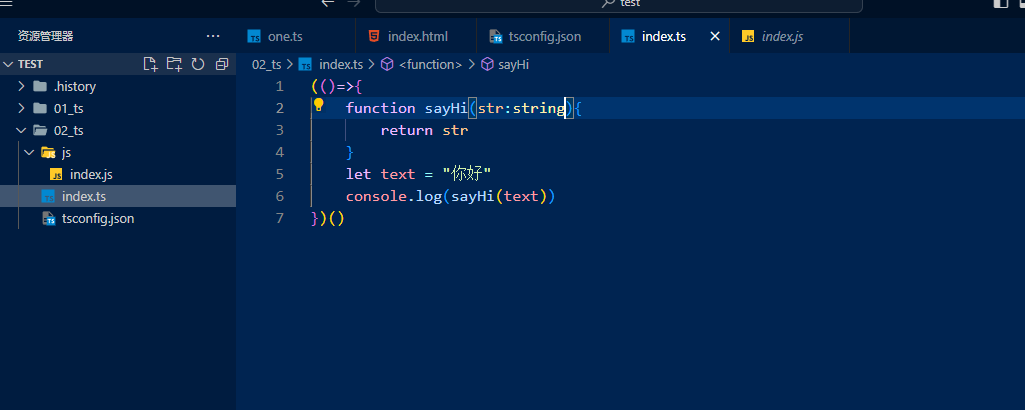 test
资源管理器 ...
one.ts index.html tsconfig.json index.ts index.js
TEST
02_ts > index.ts > <function> > sayHi
.history
01_ts
02_ts
js
index.js
index.ts
tsconfig.json
1 (()=>{
2 function sayHi(str:string){
3 return str
4 }
5 let text = "你好"
6 console.log(sayHi(text))
7 })()